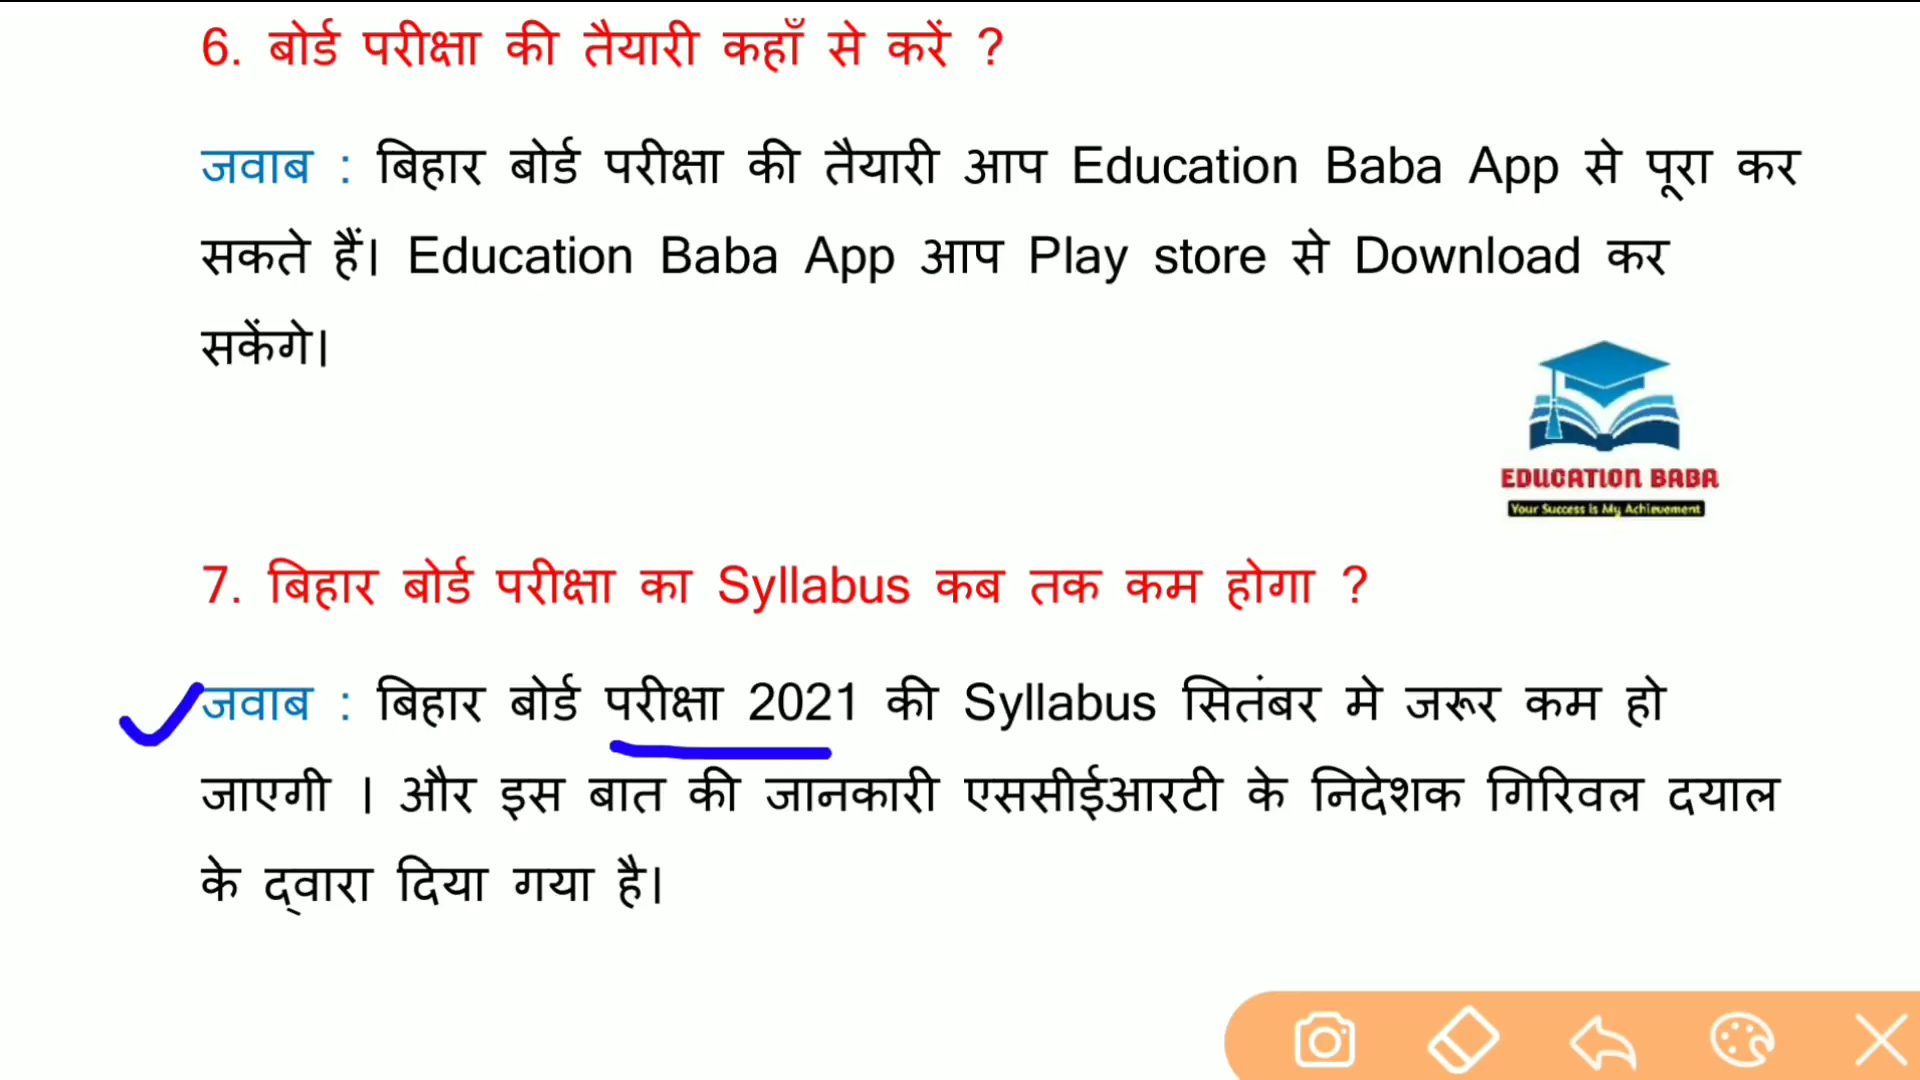 6. बोर्ड परीक्षा की तैयारी कहाँ से करें ?
जवाब : बिहार बोर्ड परीक्षा की तैयारी आप Education Baba App से पूरा कर
सकते हैं। Education Baba App आप Play store से Download कर
सकेंगे।
EDUCATION BABA
Your Success is My Achievement
7. बिहार बोर्ड परीक्षा का Syllabus कब तक कम होगा ?
जवाब : बिहार बोर्ड परीक्षा 2021 की Syllabus सितंबर मे जरूर कम हो
जाएगी । और इस बात की जानकारी एससीईआरटी के निदेशक गिरिवल दयाल
के द्वारा दिया गया है।